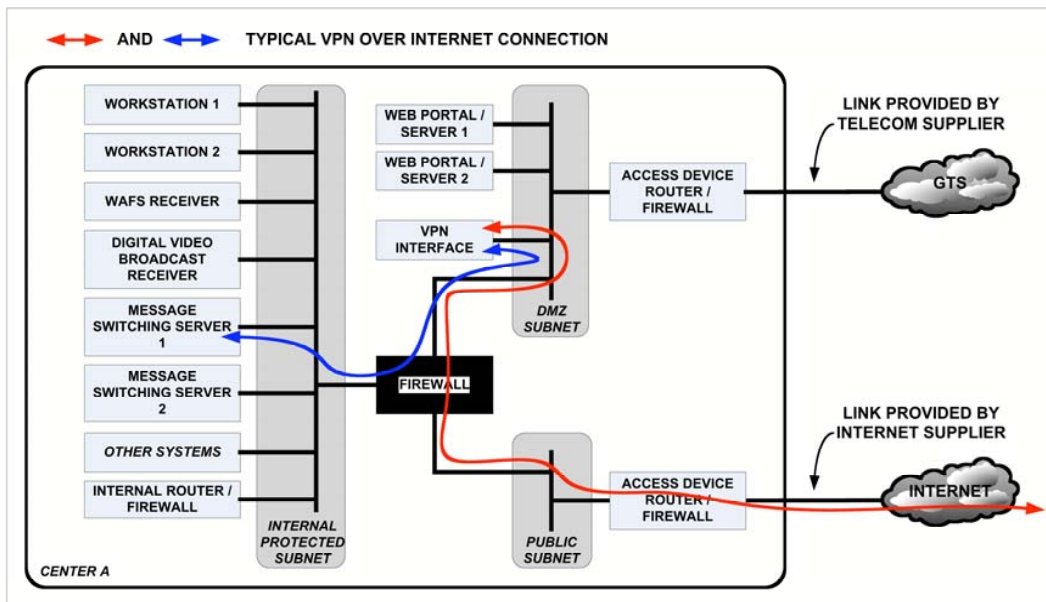 AND
TYPICAL VPN OVER INTERNET CONNECTION
WORKSTATION 1
WORKSTATION 2
WAFS RECEIVER
DIGITAL VIDEO
BROADCAST
RECEIVER
MESSAGE
SWITCHING SERVER
1
MESSAGE
SWITCHING SERVER
2
OTHER SYSTEMS
INTERNAL ROUTER /
FIREWALL
INTERNAL
PROTECTED
SUBNET
CENTER A
WEB PORTAL /
SERVER 1
WEB PORTAL /
SERVER 2
VPN
INTERFACE
DMZ
SUBNET
FIREWALL
PUBLIC
SUBNET
ACCESS DEVICE
ROUTER /
FIREWALL
LINK PROVIDED BY
TELECOM SUPPLIER
GTS
ACCESS DEVICE
ROUTER /
FIREWALL
LINK PROVIDED BY
INTERNET SUPPLIER
INTERNET